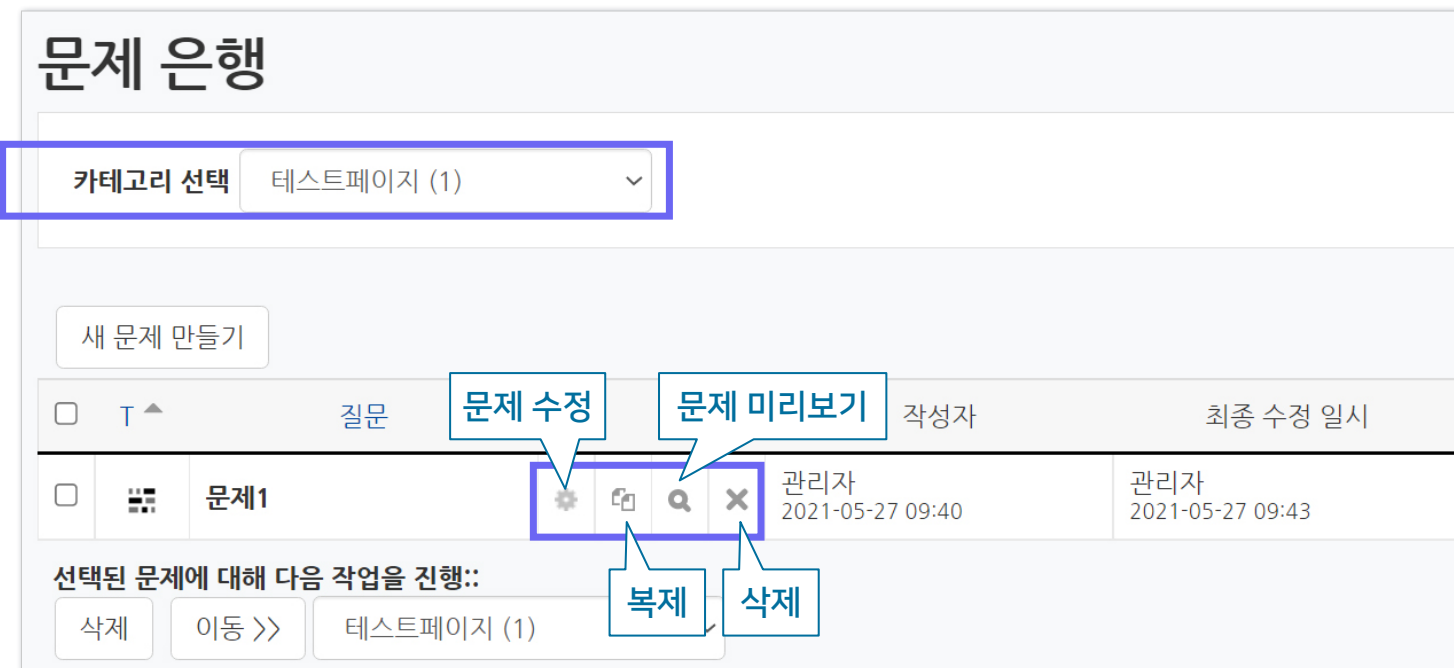 문제 은행
카테고리 선택 테스트페이지 (1)
새 문제 만들기
T 질문 문제 수정 문제 미리보기 작성자 최종 수정 일시
문제1 관리자 관리자
2021-05-27 09:40 2021-05-27 09:43
선택된 문제에 대해 다음 작업을 진행::
복제 삭제
삭제 이동 >> 테스트페이지 (1)